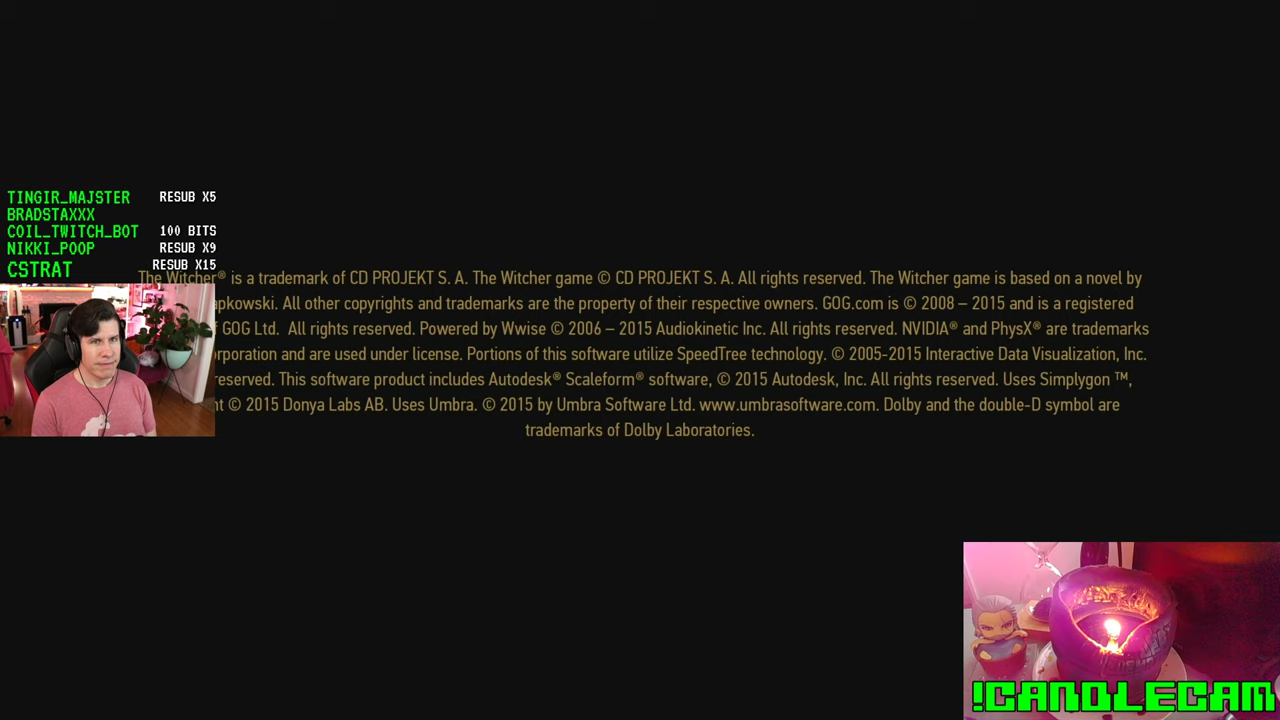 TINGIR_MAJSTER RESUB X5
BRADSTAXXX
COIL_TWITCH_BOT 100 BITS
NIKKI_POOP RESUB X9
CSTRAT RESUB X15
The Witcher® is a trademark of CD PROJEKT S. A. The Witcher game © CD PROJEKT S. A. All rights reserved. The Witcher game is based on a novel by
apkowski. All other copyrights and trademarks are the property of their respective owners. GOG.com is © 2008 – 2015 and is a registered
GOG Ltd. All rights reserved. Powered by Wwise © 2006 – 2015 Audiokinetic Inc. All rights reserved. NVIDIA® and PhysX® are trademarks
orporation and are used under license. Portions of this software utilize SpeedTree technology. © 2005-2015 Interactive Data Visualization, Inc.
reserved. This software product includes Autodesk® Scaleform® software, © 2015 Autodesk, Inc. All rights reserved. Uses Simplygon ™,
© 2015 Donya Labs AB. Uses Umbra. © 2015 by Umbra Software Ltd. www.umbrasoftware.com. Dolby and the double-D symbol are
trademarks of Dolby Laboratories.
!CANDLECAM